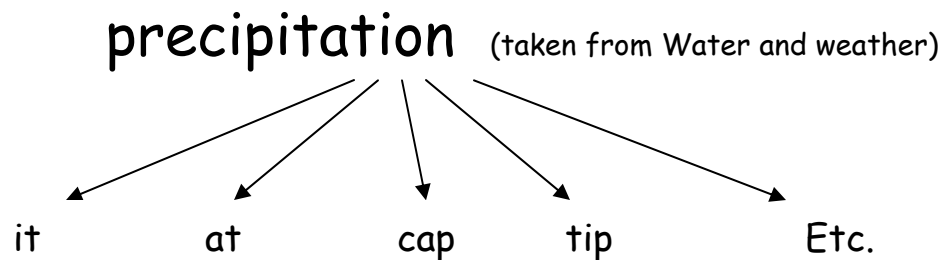 precipitation (taken from Water and weather)
it at cap tip Etc.